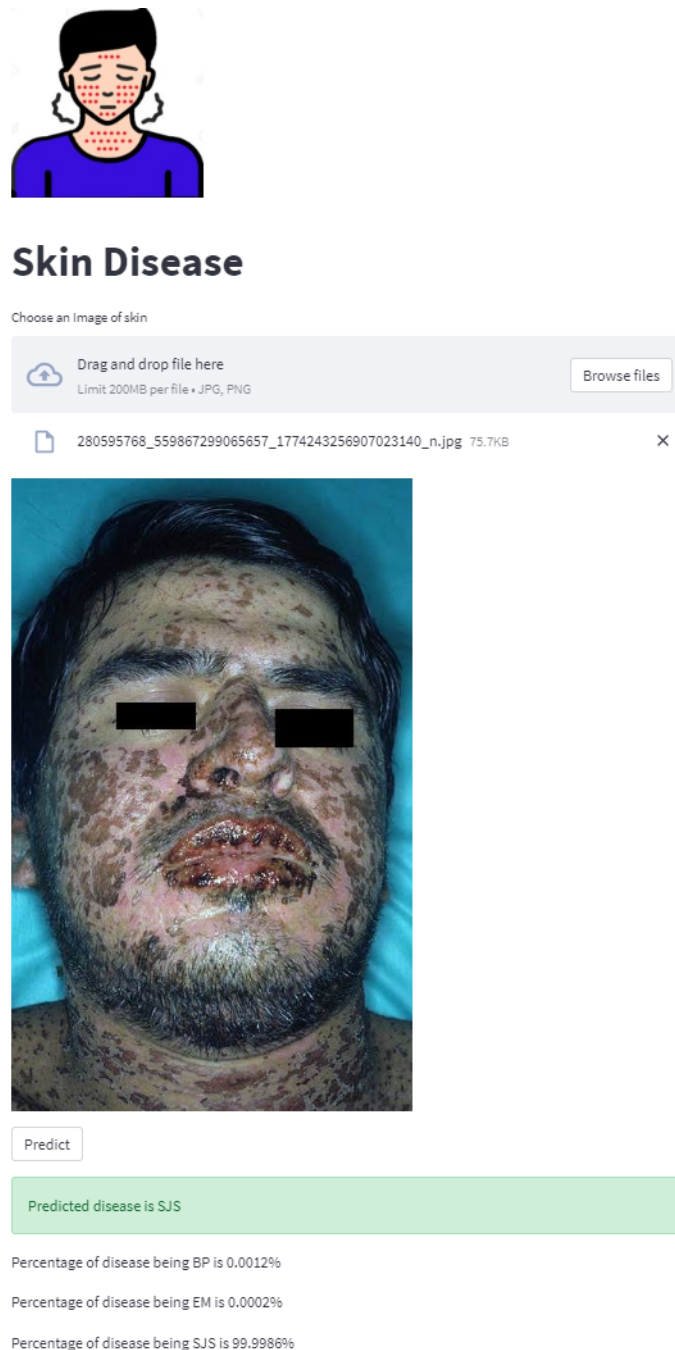 Skin Disease
Choose an Image of skin
Drag and drop file here
Limit 200MB per file • JPG, PNG
Browse files
280595768_559867299065657_1774243256907023140_n.jpg 75.7KB
Predict
Predicted disease is SJS
Percentage of disease being BP is 0.0012%
Percentage of disease being EM is 0.0002%
Percentage of disease being SJS is 99.9986%